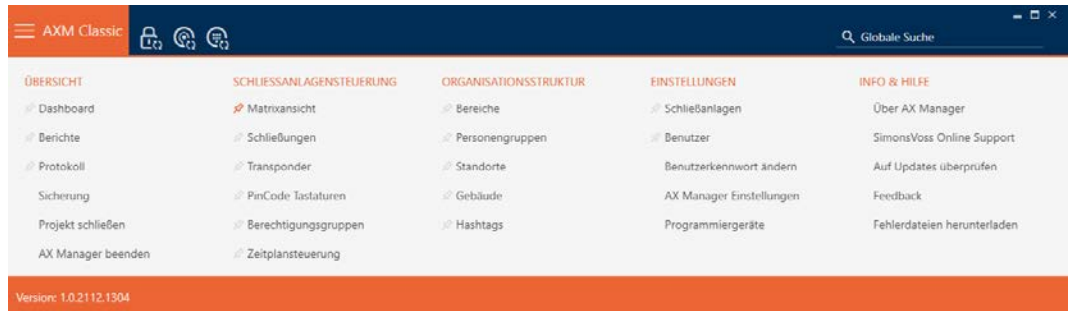 AXM Classic
Globale Suche
ÜBERSICHT
Dashboard
Berichte
Protokoll
Sicherung
Projekt schließen
AX Manager beenden
SCHLIESSANLAGENSTEUERUNG
Matrixansicht
Schließungen
Transponder
PinCode Tastaturen
Berechtigungsgruppen
Zeitplansteuerung
ORGANISATIONSSTRUKTUR
Bereiche
Personengruppen
Standorte
Gebäude
Hashtags
EINSTELLUNGEN
Schließanlagen
Benutzer
Benutzerkennwort ändern
AX Manager Einstellungen
Programmiergeräte
INFO & HILFE
Über AX Manager
SimonsVoss Online Support
Auf Updates überprüfen
Feedback
Fehlerdateien herunterladen
Version: 1.0.2112.1304